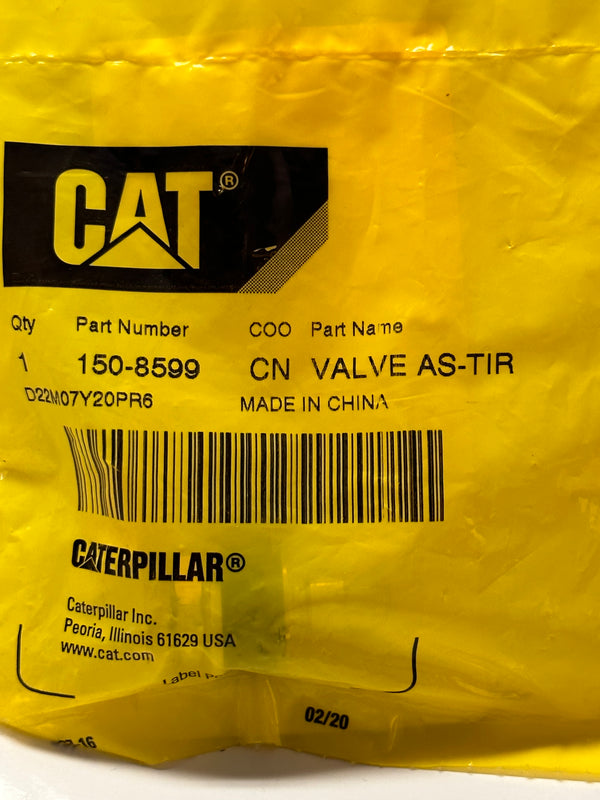 CAT®
Qty Part Number COO Part Name
1 150-8599 CN VALVE AS-TIR
D22M07Y20PR6 MADE IN CHINA
CATERPILLAR®
Caterpillar Inc.
Peoria, Illinois 61629 USA
www.cat.com
Label
02/20